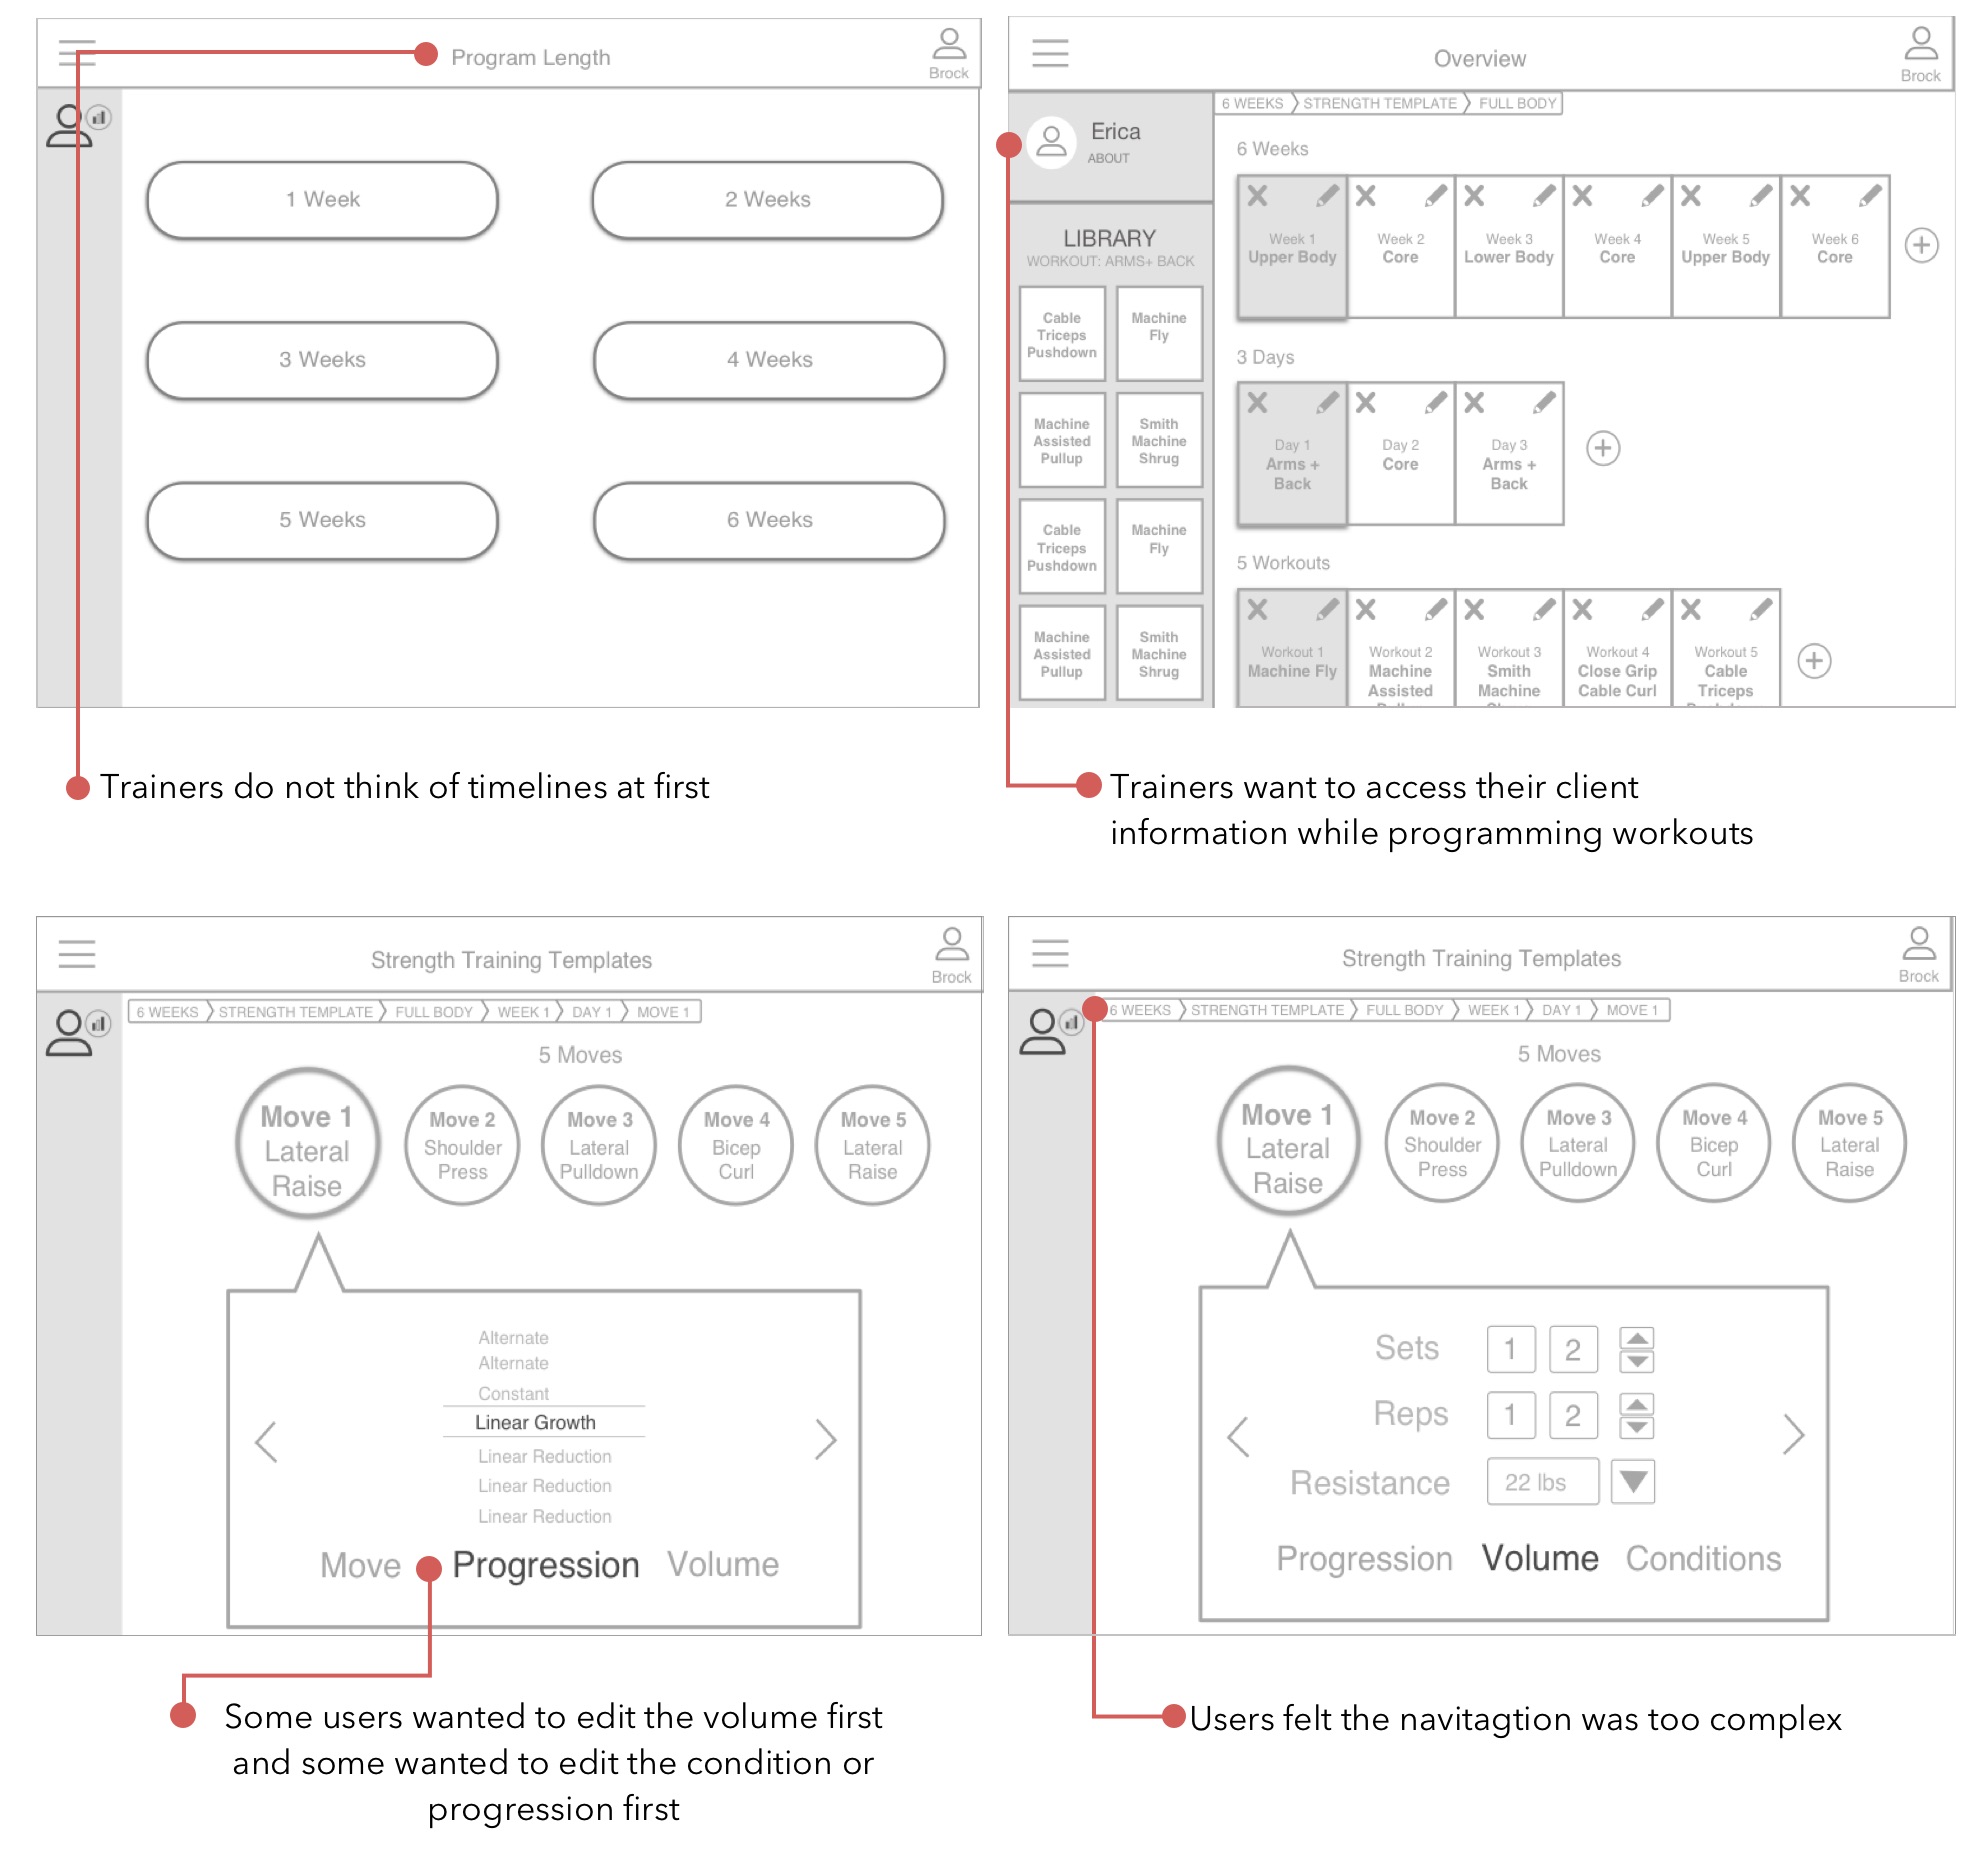 Program Length
Brock
1 Week
2 Weeks
3 Weeks
4 Weeks
5 Weeks
6 Weeks
Trainers do not think of timelines at first
Overview
Brock
Erica
ABOUT
LIBRARY
WORKOUT: ARMS+ BACK
Cable
Triceps
Pushdown
Machine
Fly
Machine
Assisted
Pullup
Smith
Machine
Shrug
Cable
Triceps
Pushdown
Machine
Fly
Machine
Assisted
Pullup
Smith
Machine
Shrug
6 WEEKS STRENGTH TEMPLATE FULL BODY
6 Weeks
Week 1
Upper Body
Week 2
Core
Week 3
Lower Body
Week 4
Core
Week 5
Upper Body
Week 6
Core
3 Days
Day 1
Arms +
Back
Day 2
Core
Day 3
Arms +
Back
5 Workouts
Workout 1
Machine Fly
Workout 2
Machine
Assisted
Workout 3
Smith
Machine
Workout 4
Close Grip
Cable Curl
Workout 5
Cable
Triceps
Trainers want to access their client
information while programming workouts
Strength Training Templates
Brock
6 WEEKS STRENGTH TEMPLATE FULL BODY WEEK 1 DAY 1 MOVE 1
5 Moves
Move 1
Lateral
Raise
Move 2
Shoulder
Press
Move 3
Lateral
Pulldown
Move 4
Bicep
Curl
Move 5
Lateral
Raise
Alternate
Alternate
Constant
Linear Growth
Linear Reduction
Linear Reduction
Linear Reduction
Move Progression Volume
Some users wanted to edit the volume first
and some wanted to edit the condition or
progression first
Strength Training Templates
Brock
6 WEEKS STRENGTH TEMPLATE FULL BODY WEEK 1 DAY 1 MOVE 1
5 Moves
Move 1
Lateral
Raise
Move 2
Shoulder
Press
Move 3
Lateral
Pulldown
Move 4
Bicep
Curl
Move 5
Lateral
Raise
Sets 1 2
Reps 1 2
Resistance 22 lbs
Progression Volume Conditions
Users felt the navitagtion was too complex